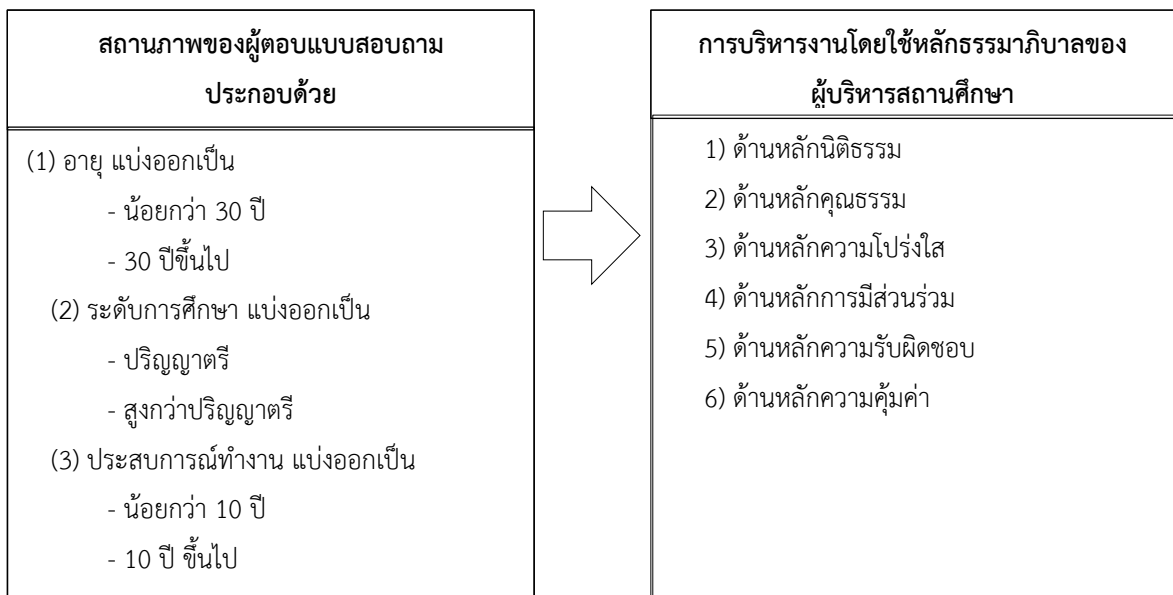 สถานภาพของผู้ตอบแบบสอบถาม
ประกอบด้วย
(1) อายุ แบ่งออกเป็น
- น้อยกว่า 30 ปี
- 30 ปีขึ้นไป
(2) ระดับการศึกษา แบ่งออกเป็น
- ปริญญาตรี
- สูงกว่าปริญญาตรี
(3) ประสบการณ์ทำงาน แบ่งออกเป็น
- น้อยกว่า 10 ปี
- 10 ปี ขึ้นไป
การบริหารงานโดยใช้หลักธรรมาภิบาลของ
ผู้บริหารสถานศึกษา
1) ด้านหลักนิติธรรม
2) ด้านหลักคุณธรรม
3) ด้านหลักความโปร่งใส
4) ด้านหลักการมีส่วนร่วม
5) ด้านหลักความรับผิดชอบ
6) ด้านหลักความคุ้มค่า